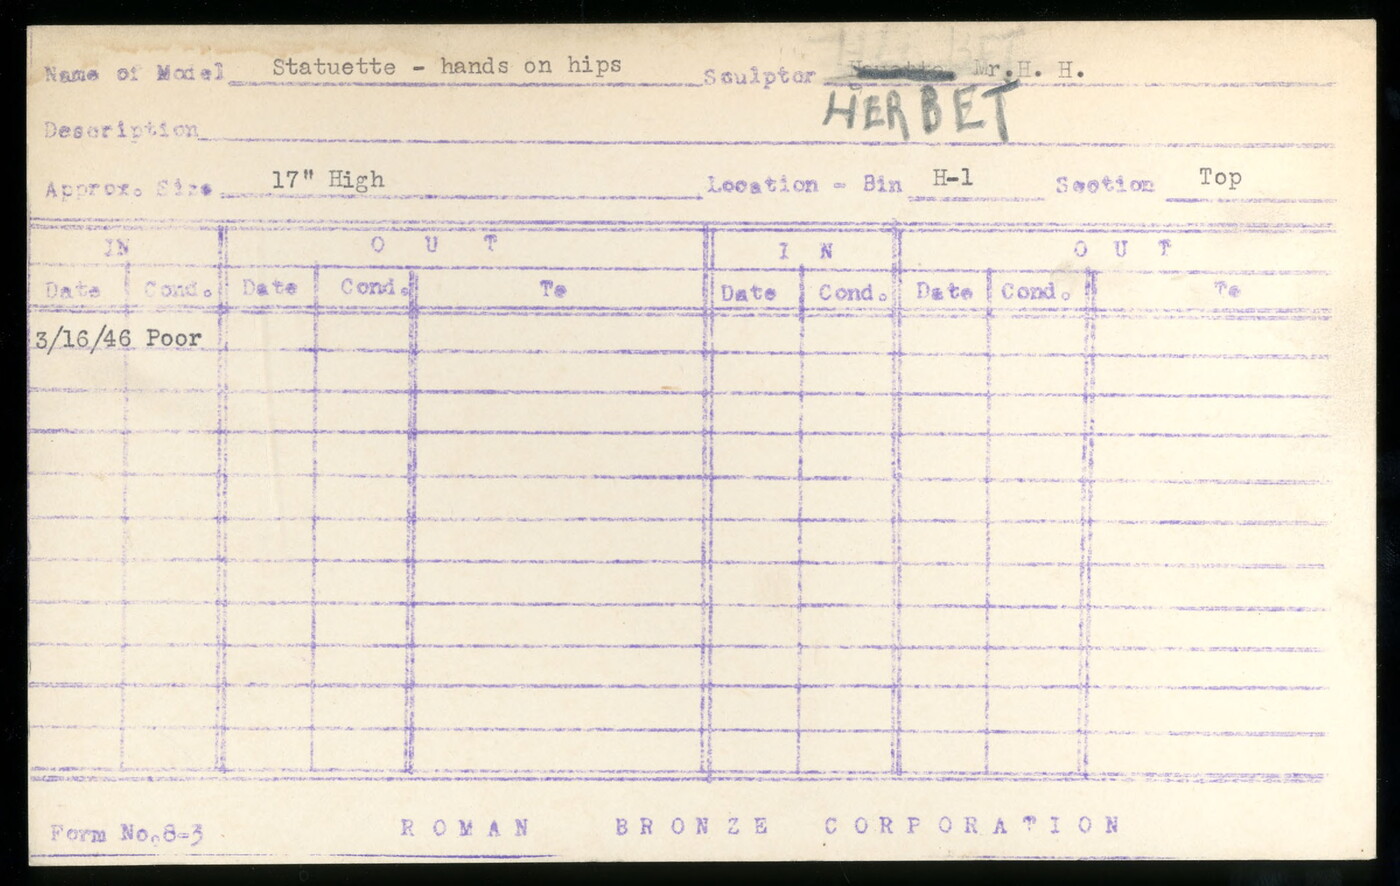 Name of Model Statuette - hands on hips Sculptor Mr. H. H.
HERBET
Description
Approx. Size 17" High Location - Bin H-1 Section Top
IN OUT IN OUT
Date Cond. Date Cond. To Date Cond. Date Cond. To
3/16/46 Poor
Form No. 8-3 ROMAN BRONZE CORPORATION